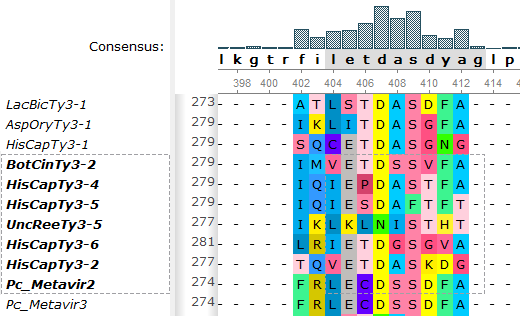 Consensus:
l k g t r f i l e t d a s d y a g l p
398 400 402 404 406 408 410 412 414
LacBicTy3-1 273 - - - - - A T L S T D A S D F A - - -
AspOryTy3-1 279 - - - - - I K L I T D A S G F A - - -
HisCapTy3-1 279 - - - - - S Q C E T D A S G N G - - -
BotCinTy3-2 279 - - - - - I M V E T D S S V F A - - -
HisCapTy3-4 279 - - - - - I Q I E P D A S T F A - - -
HisCapTy3-5 279 - - - - - I Q I E S D A F T E T - - -
UncReeTy3-5 277 - - - - - I K L K L N I S T H T - - -
HisCapTy3-6 281 - - - - - L R I E T D G S G V A - - -
HisCapTy3-2 277 - - - - - T Q V E T D A S K D G - - -
Pc_Metavir2 274 - - - - - F R L E C D S S D F A - - -
Pc_Metavir3 274 - - - - - F R L E C D S S D F A - - -